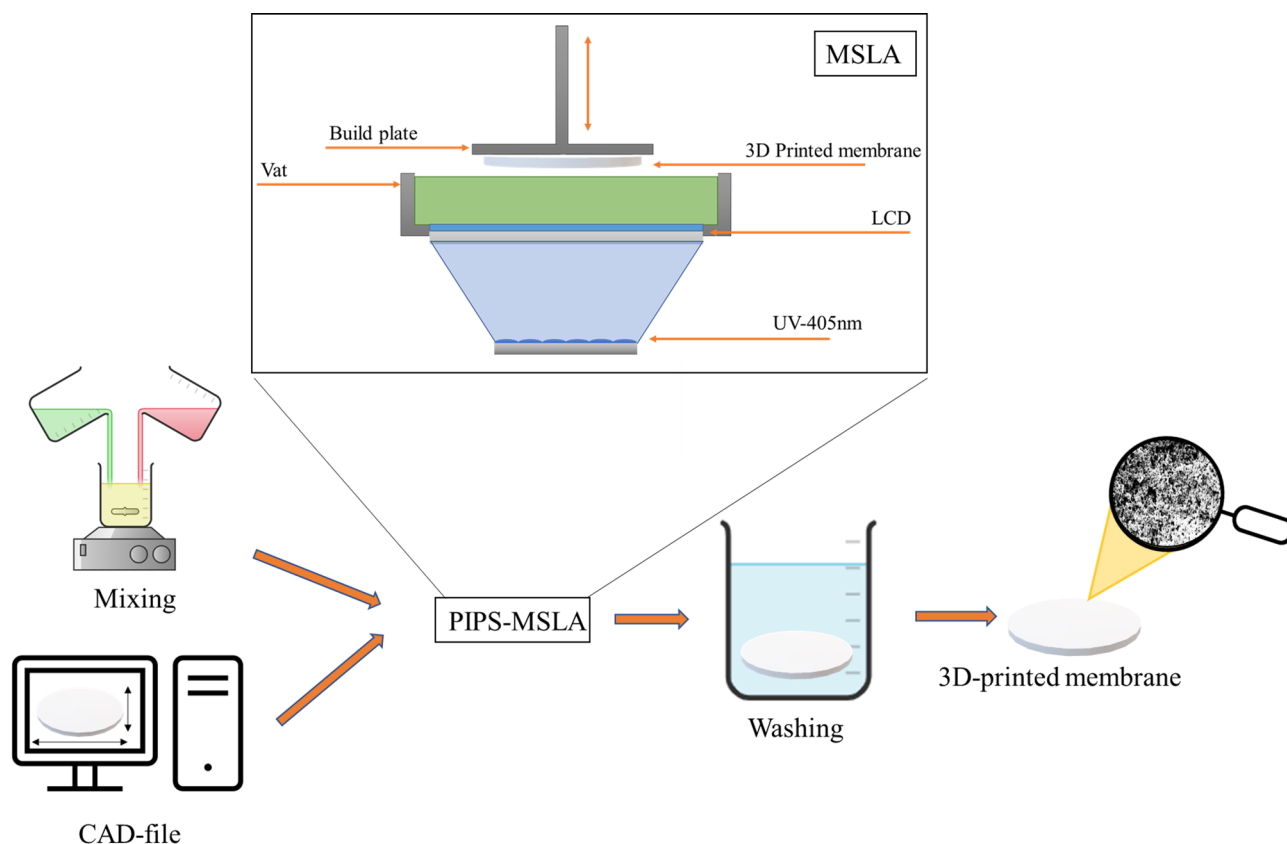 MSLA
Build plate
3D Printed membrane
Vat
LCD
UV-405nm
Mixing
PIPS-MSLA
3D-printed membrane
Washing
CAD-file